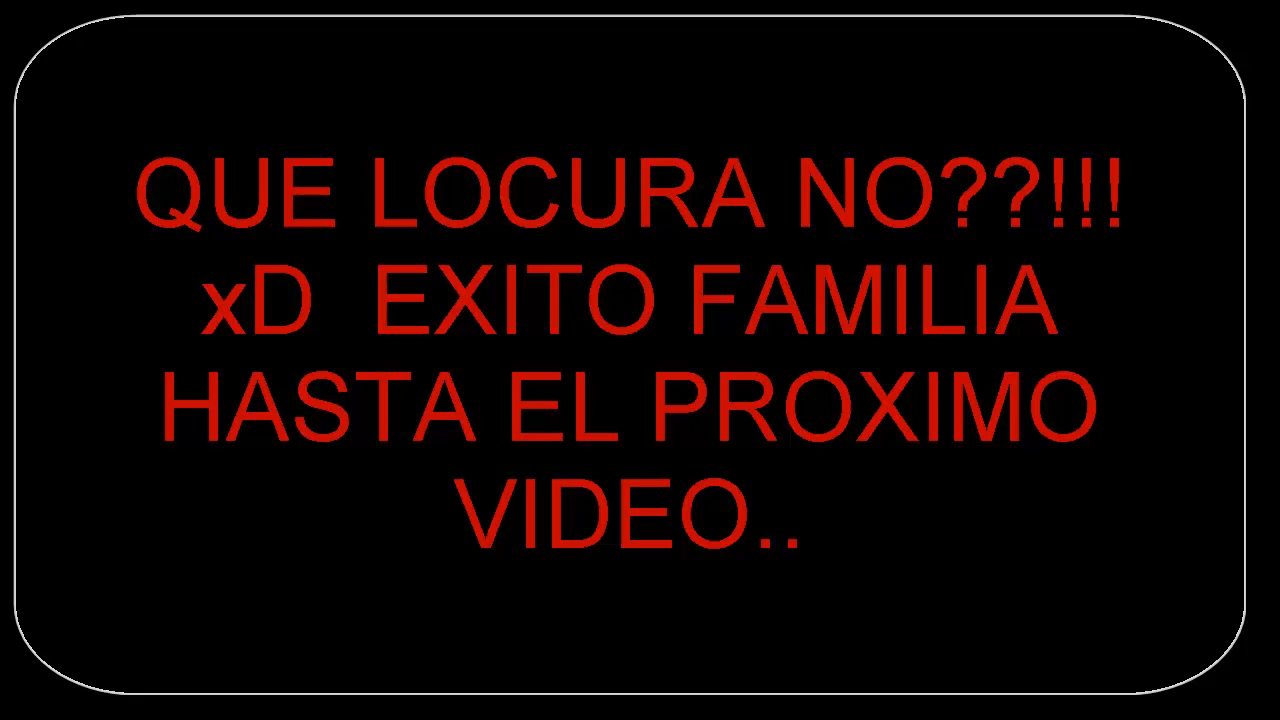 QUE LOCURA NO??!!!
xD  EXITO FAMILIA
HASTA EL PROXIMO
VIDEO..